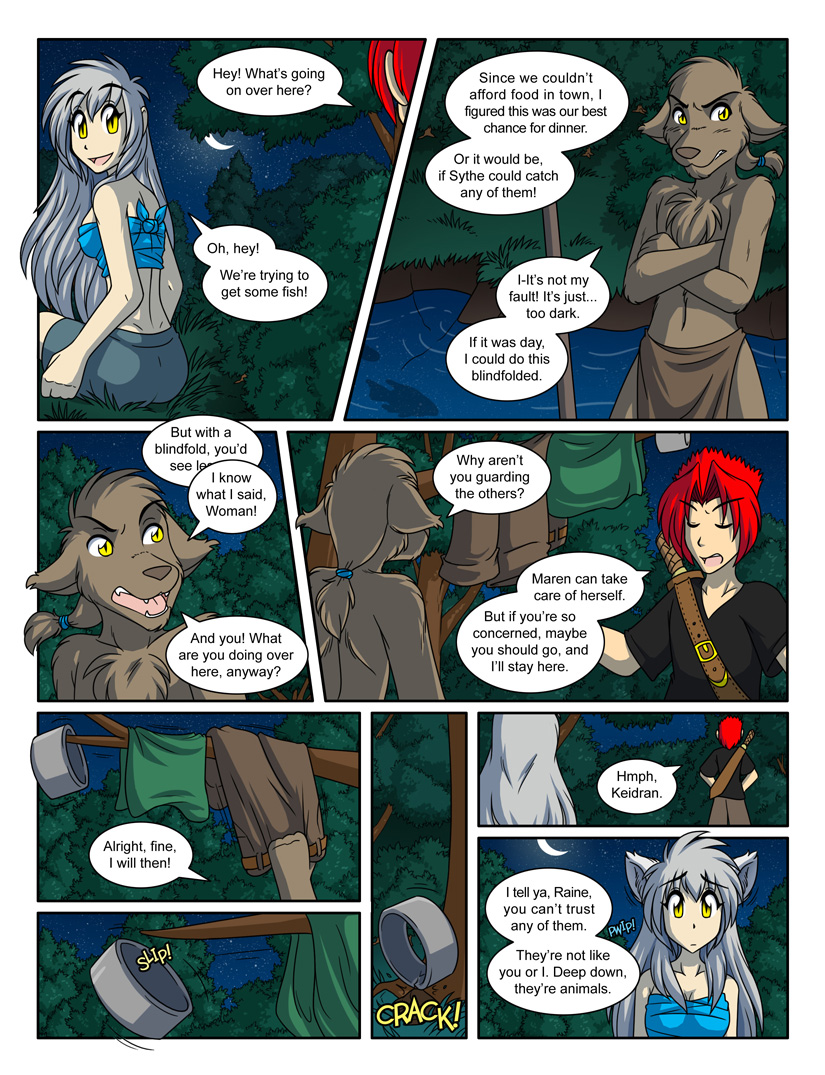 Hey! What's going
on over here?
Oh, hey!
We're trying to
get some fish!
Since we couldn't
afford food in town, I
figured this was our best
chance for dinner.
Or it would be,
if Sythe could catch
any of them!
I-It's not my
fault! It's just...
too dark.
If it was day,
I could do this
blindfolded.
But with a
blindfold, you'd
see
I know
what I said,
Woman!
And you! What
are you doing over
here, anyway?
Why aren't
you guarding
the others?
Maren can take
care of herself.
But if you're so
concerned, maybe
you should go, and
I'll stay here.
Alright, fine,
I will then!
SLIP!
CRACK!
Hmph,
Keidran.
I tell ya, Raine,
you can't trust
any of them.
PWIP!
They're not like
you or I. Deep down,
they're animals.